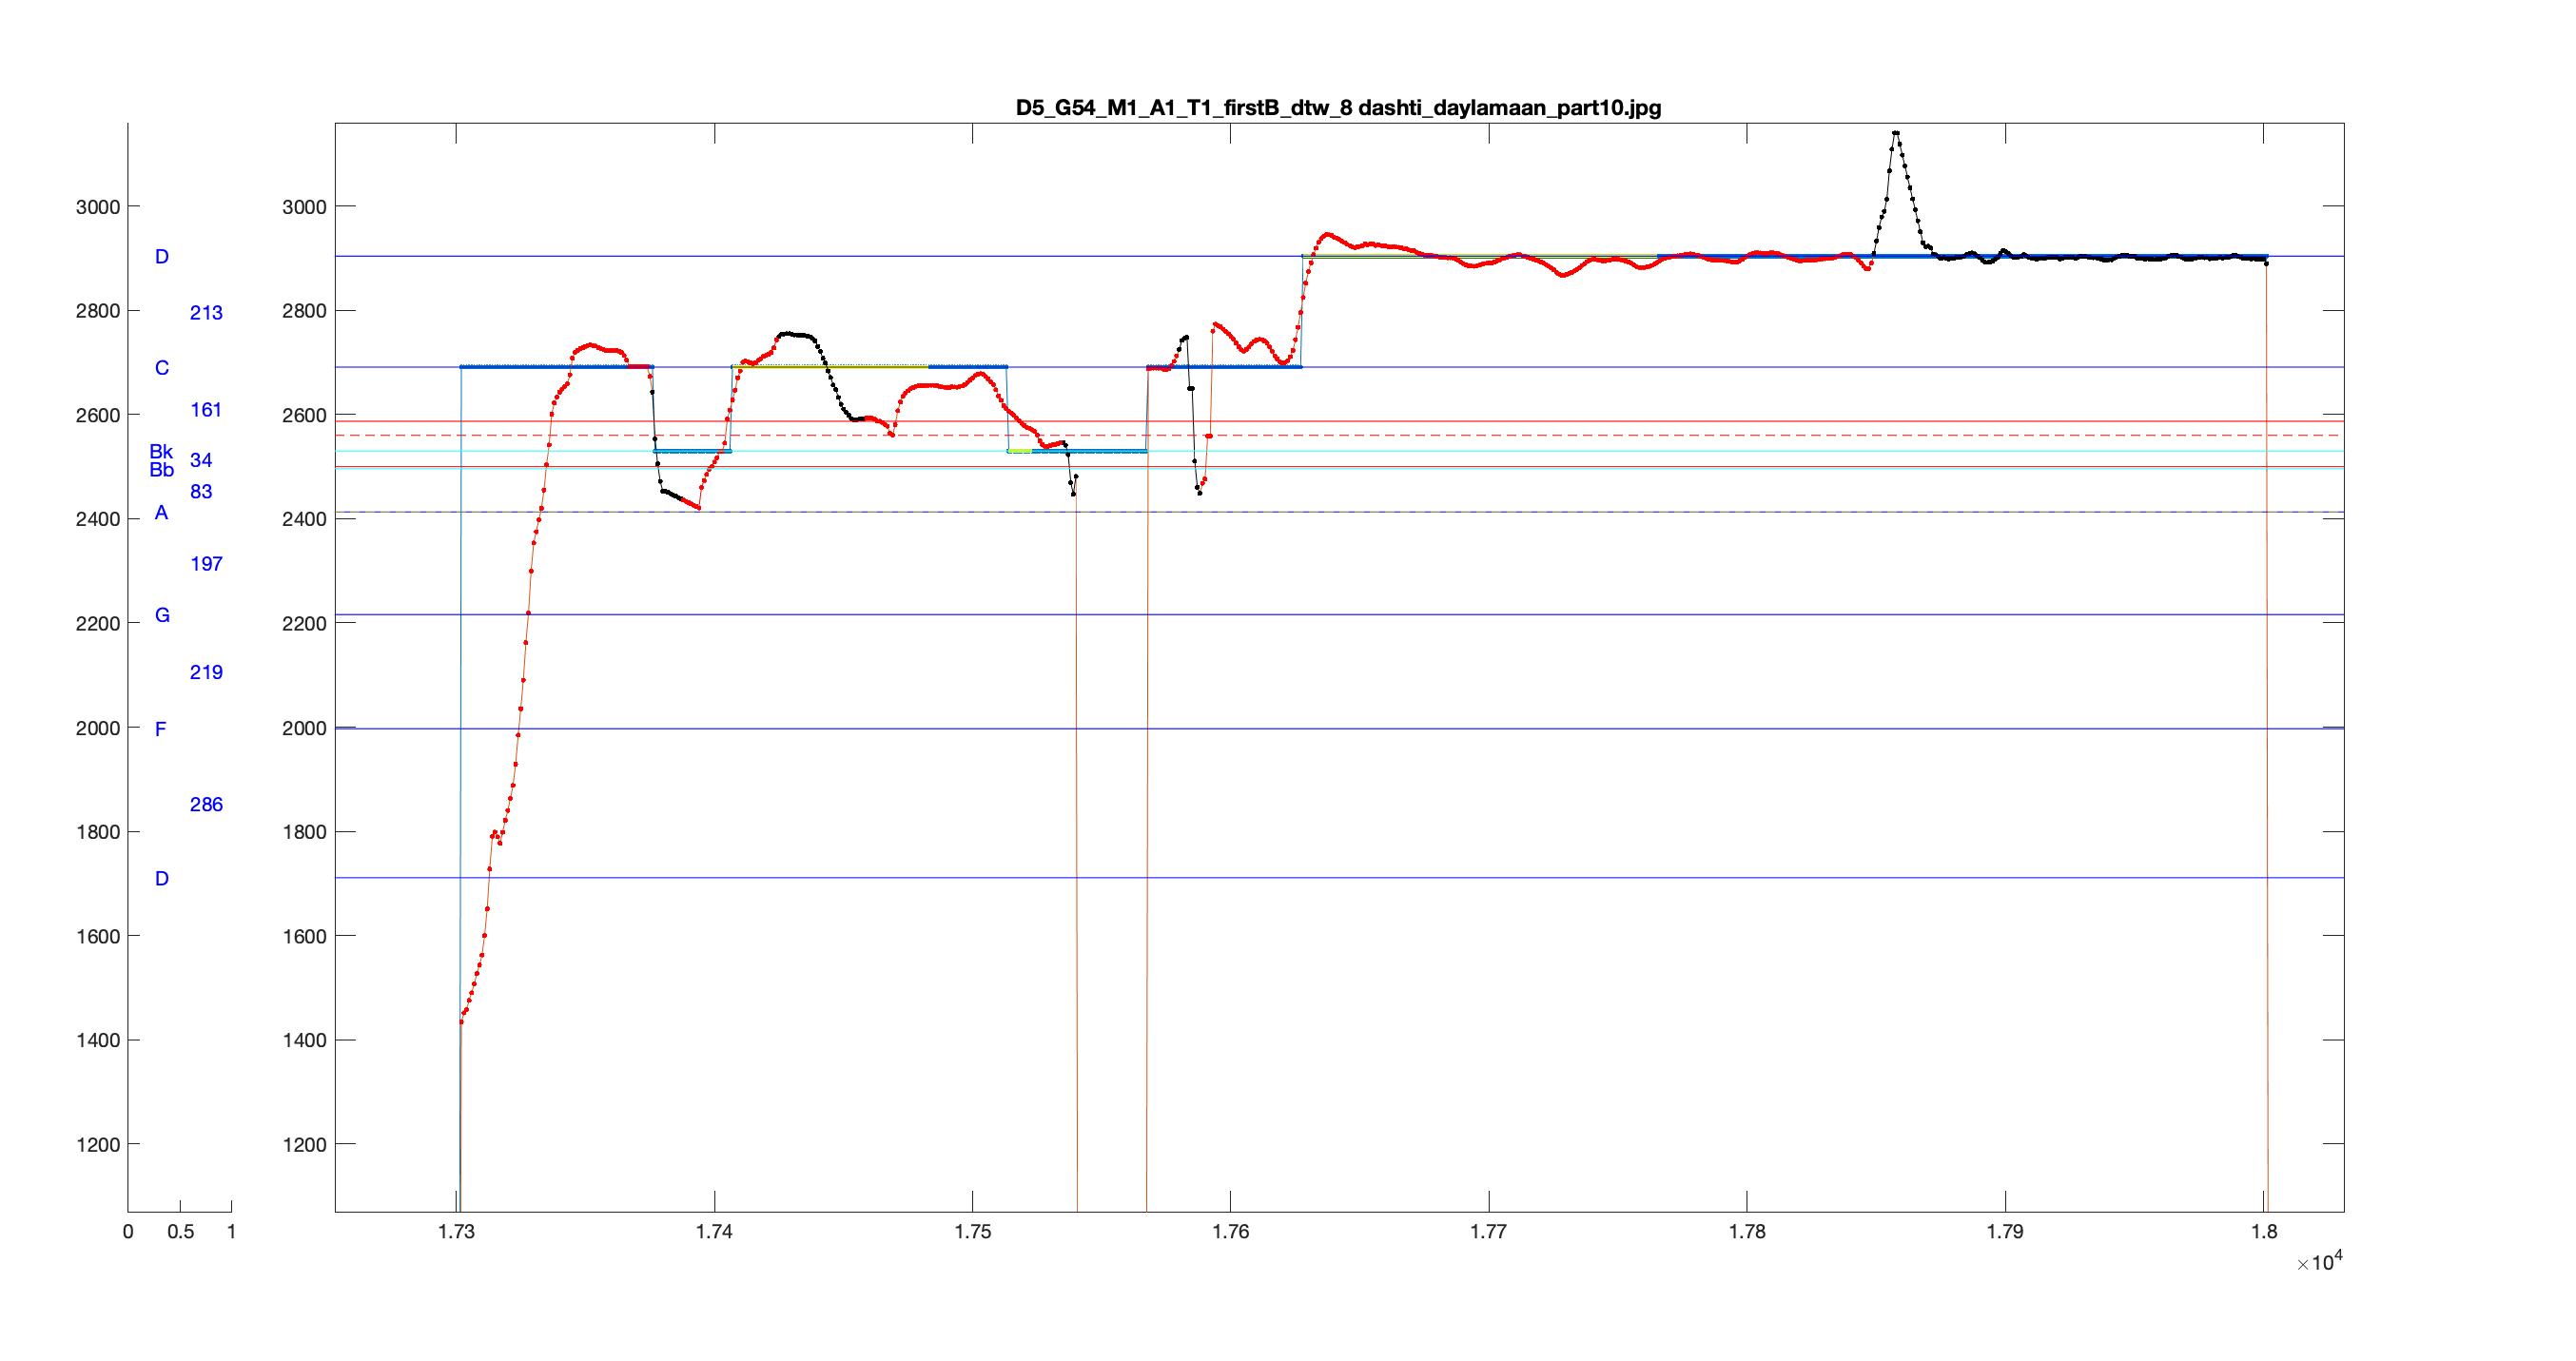 D5_G54_M1_A1_T1_firstB_dtw_8 dashti_daylamaan_part10.jpg
3000 3000
D
213
2800 2800
C
161
2600 2600
Bk
34
Bb
83
A
2400 2400
197
G
2200 2200
219
2000 F 2000
286
1800 1800
D
1600 1600
1400 1400
1200 1200
0 0.5 1 1.73 1.74 1.75 1.76 1.77 1.78 1.79 1.8
×10⁴